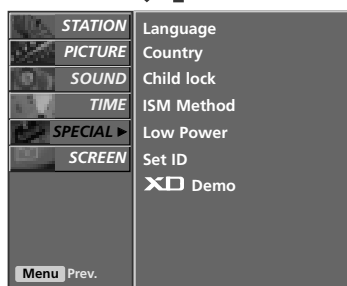 STATION
PICTURE
SOUND
TIME
SPECIAL ►
SCREEN
Menu Prev.
Language
Country
Child lock
ISM Method
Low Power
Set ID
XD Demo